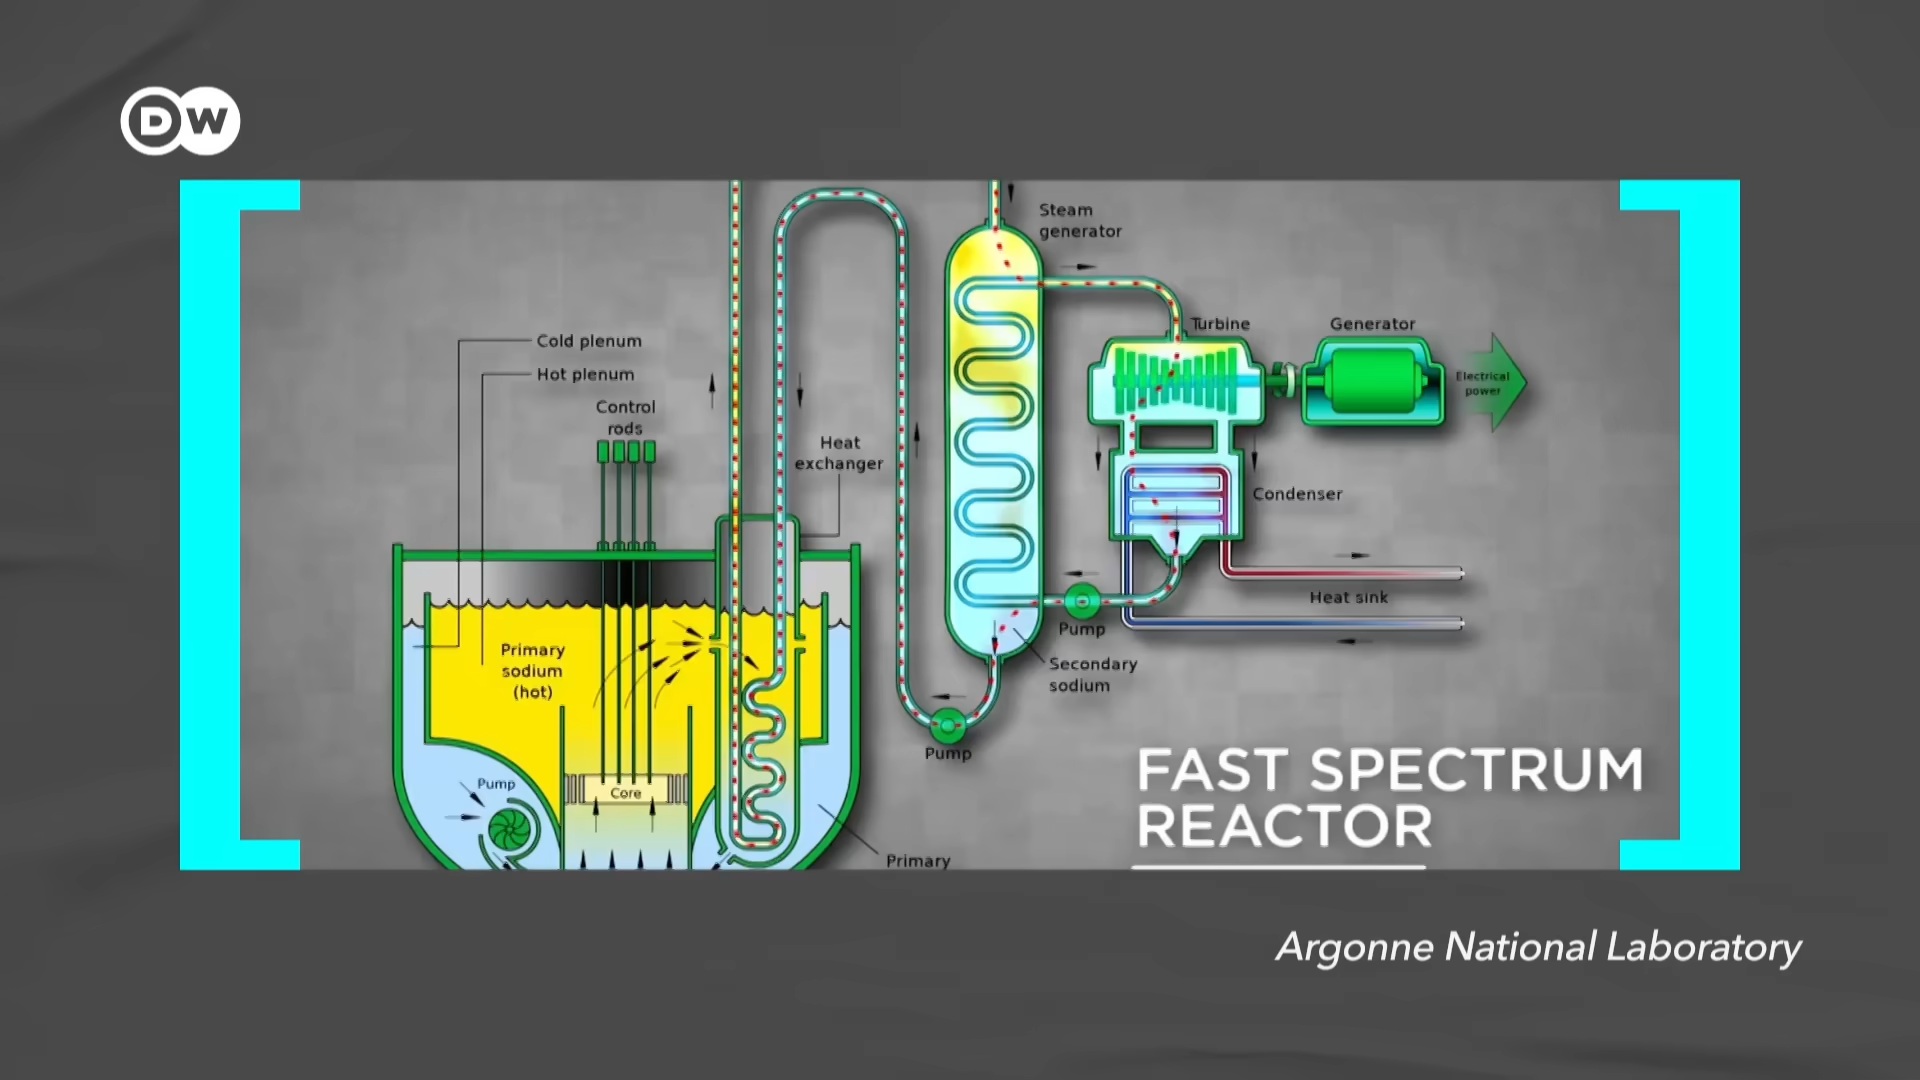 DW
Steam
generator
Turbine
Generator
Cold plenum
Hot plenum
Electrical
power
Control
rods
Heat
exchanger
Condenser
Heat sink
Pump
Primary
sodium
(hot)
Secondary
sodium
Pump
Pump
Core
Primary
FAST SPECTRUM
REACTOR
Argonne National Laboratory